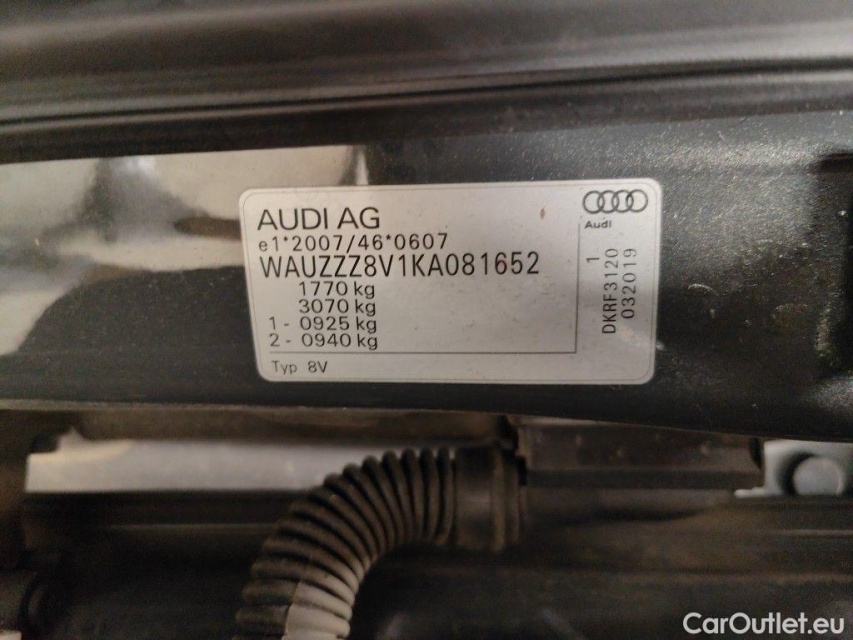 AUDI AG
e1*2007/46*0607
WAUZZZ8V1KA081652
1770 kg
3070 kg
1 - 0925 kg
2 - 0940 kg
Typ 8V
Audi
1
DKRF3120
032019
CarOutlet.eu